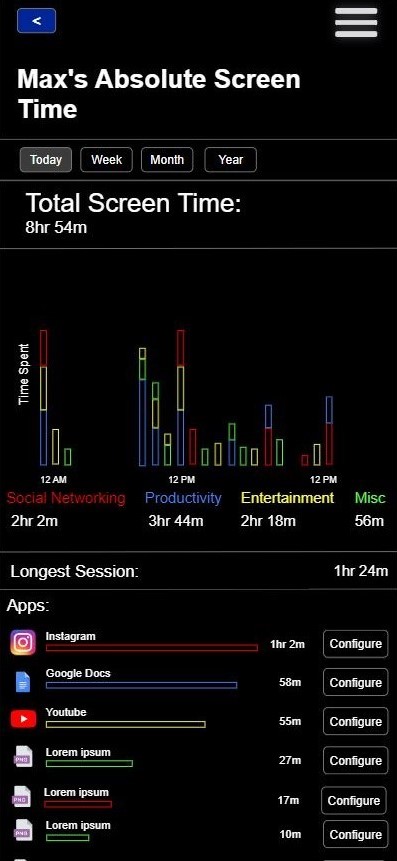 <
Max's Absolute Screen
Time
Today Week Month Year
Total Screen Time:
8hr 54m
Time Spent
12 AM 12 PM 12 PM
Social Networking Productivity Entertainment Misc
2hr 2m 3hr 44m 2hr 18m 56m
Longest Session: 1hr 24m
Apps:
Instagram 1hr 2m Configure
Google Docs 58m Configure
Youtube 55m Configure
PNG Lorem ipsum 27m Configure
PNG Lorem ipsum 17m Configure
PNG Lorem ipsum 10m Configure